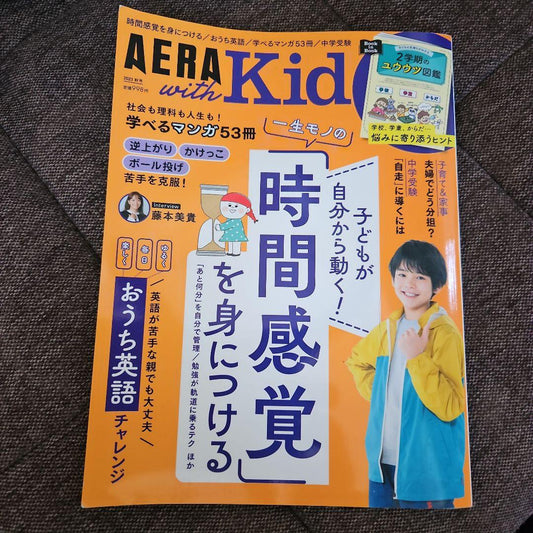 時間感覚を身につける/おうち英語/学べるマンガ53冊/中学受験
AERA
with
Kid
2023 秋号
定価998円
Book in Book
2学期の
ユウウツ図鑑
学校、学童、からだ…
悩みに寄り添うヒント
社会も理科も人生も!
学べるマンガ53冊
逆上がり
かけっこ
ボール投げ
苦手を克服!
Interview
藤本美貴
一生モノの
子どもが
自分から動く!
「時間感覚」
を身につける
「あと何分」を自分で管理/勉強が軌道に乗るテク ほか
子育て&家事
夫婦でどう分担?
中学受験
「自走」に導くには
ゆるく
毎日
楽しく
英語が苦手な親でも大丈夫
おうち英語
チャレンジ